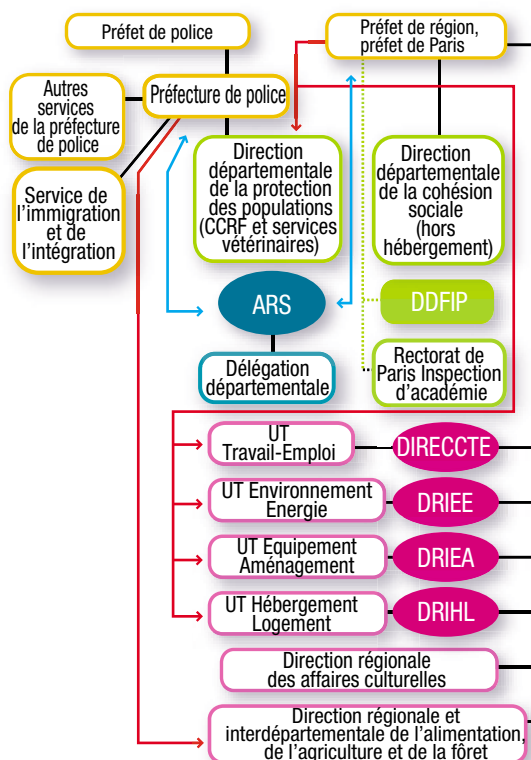 Préfet de police
Préfet de région,
préfet de Paris
Autres
services
de la préfecture
de police
Préfecture de police
Service de
l’immigration
et de
l’intégration
Direction
départementale
de la protection
des populations
(CCRF et services
vétérinaires)
Direction
départementale
de la cohésion
sociale
(hors
hébergement)
ARS
DDFIP
Délégation
départementale
Rectorat de
Paris Inspection
d’académie
UT
Travail-Emploi
DIRECCTE
UT Environnement
Energie
DRIEE
UT Equipement
Aménagement
DRIEA
UT Hébergement
Logement
DRIHL
Direction régionale
des affaires culturelles
Direction régionale et
interdépartementale de l’alimentation,
de l’agriculture et de la fôret